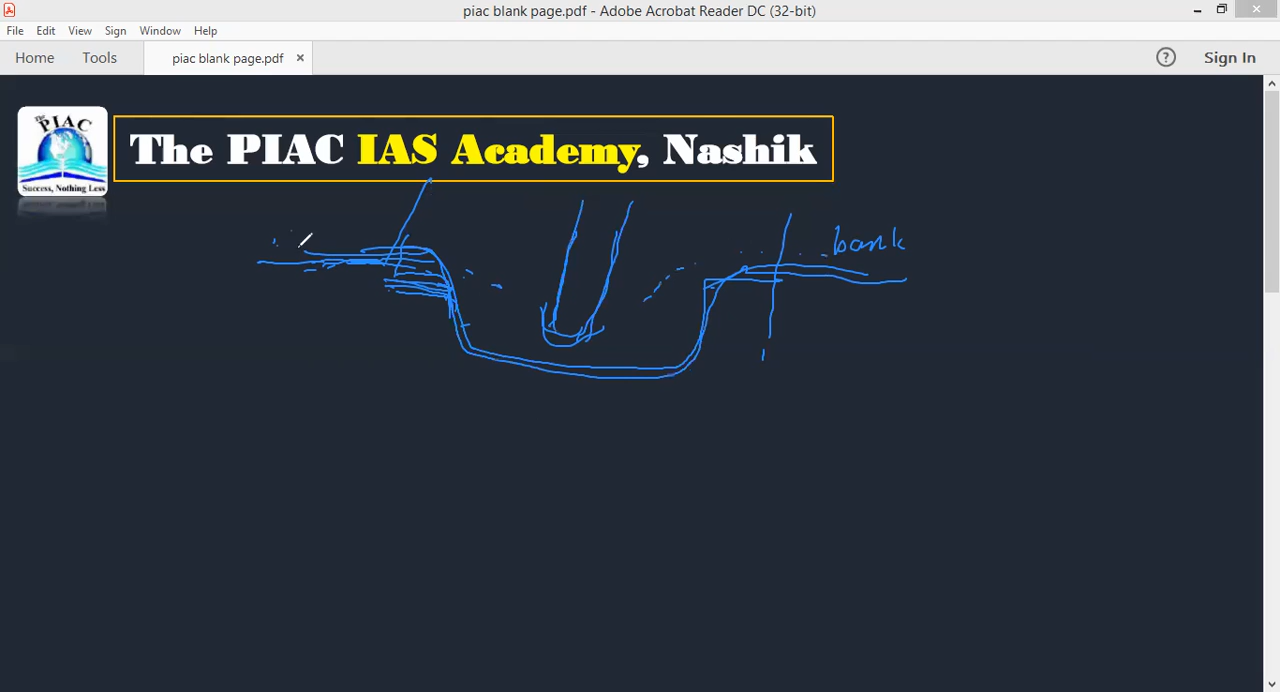 piac blank page.pdf - Adobe Acrobat Reader DC (32-bit)
File Edit View Sign Window Help
Home Tools piac blank page.pdf × ? Sign In
The PIAC
Success, Nothing Less
The PIAC IAS Academy, Nashik
bank